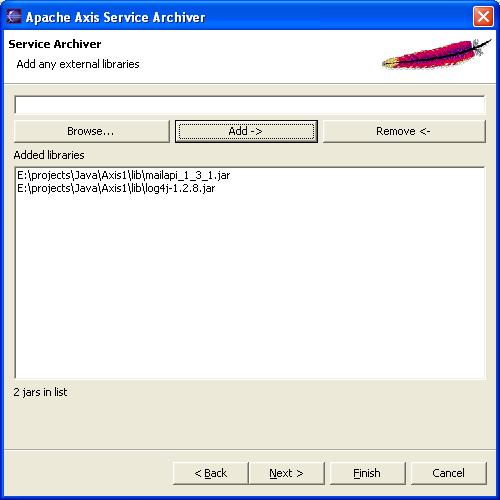 Apache Axis Service Archiver
Service Archiver
Add any external libraries
Browse... Add -> Remove <-
Added libraries
E:\projects\Java\Axis1\lib\mailapi_1_3_1.jar
E:\projects\Java\Axis1\lib\log4j-1.2.8.jar
2 jars in list
< Back Next > Finish Cancel